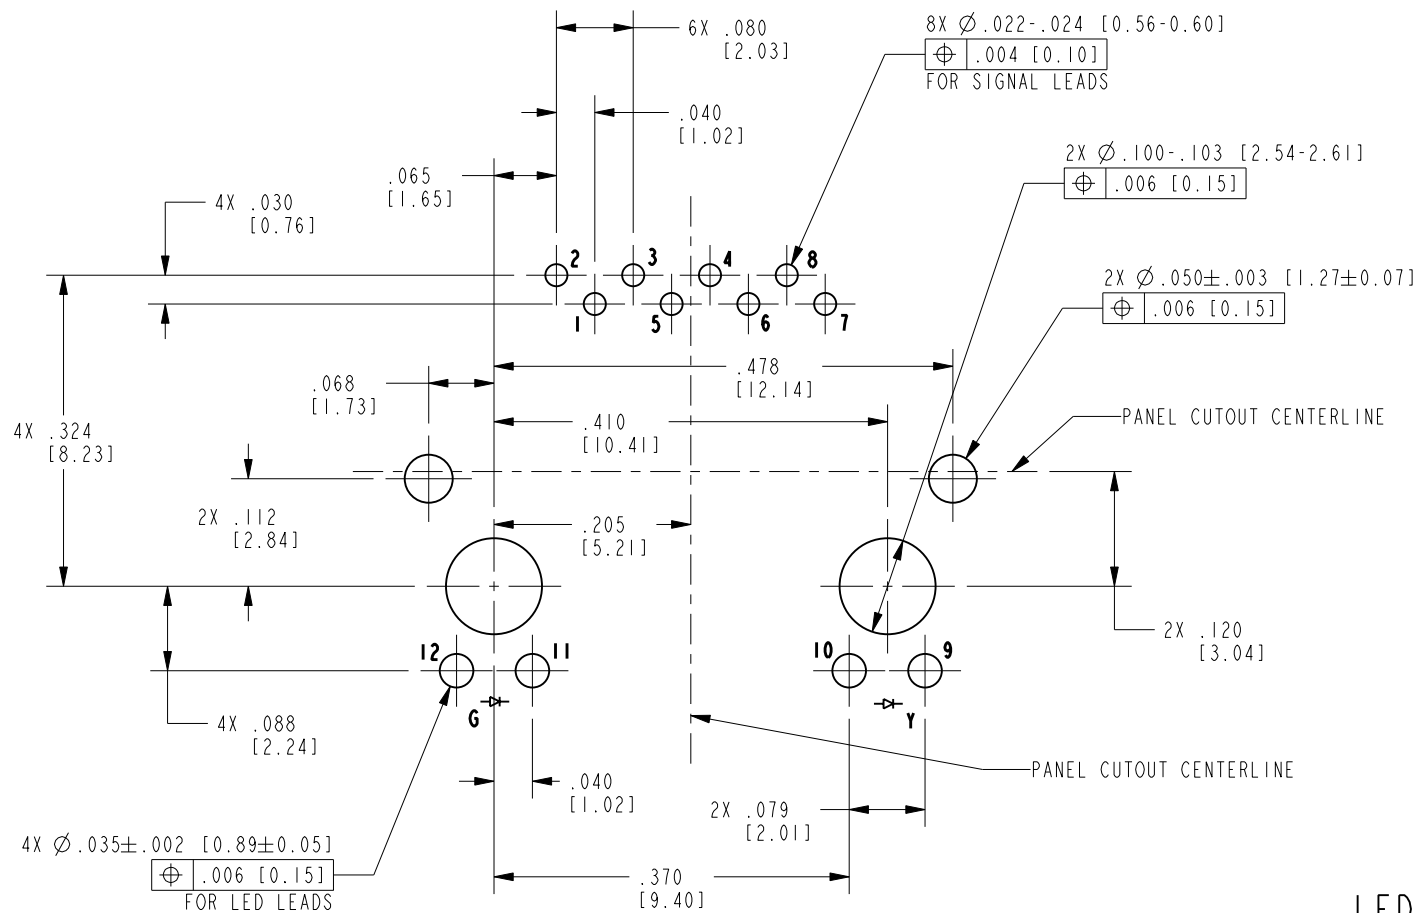 6X .080
[2.03]
8X Ø.022-.024 [0.56-0.60]
⌖ .004 [0.10]
FOR SIGNAL LEADS
.040
[1.02]
2X Ø.100-.103 [2.54-2.61]
⌖ .006 [0.15]
.065
[1.65]
4X .030
[0.76]
2 3 4 8
2X Ø.050±.003 [1.27±0.07]
⌖ .006 [0.15]
1 5 6 7
.478
[12.14]
.068
[1.73]
.410
[10.41]
PANEL CUTOUT CENTERLINE
4X .324
[8.23]
2X .112
[2.84]
.205
[5.21]
2X .120
[3.04]
12 11 10 9
G Y
4X .088
[2.24]
PANEL CUTOUT CENTERLINE
.040
[1.02]
2X .079
[2.01]
4X Ø.035±.002 [0.89±0.05]
⌖ .006 [0.15]
FOR LED LEADS
.370
[9.40]
LED